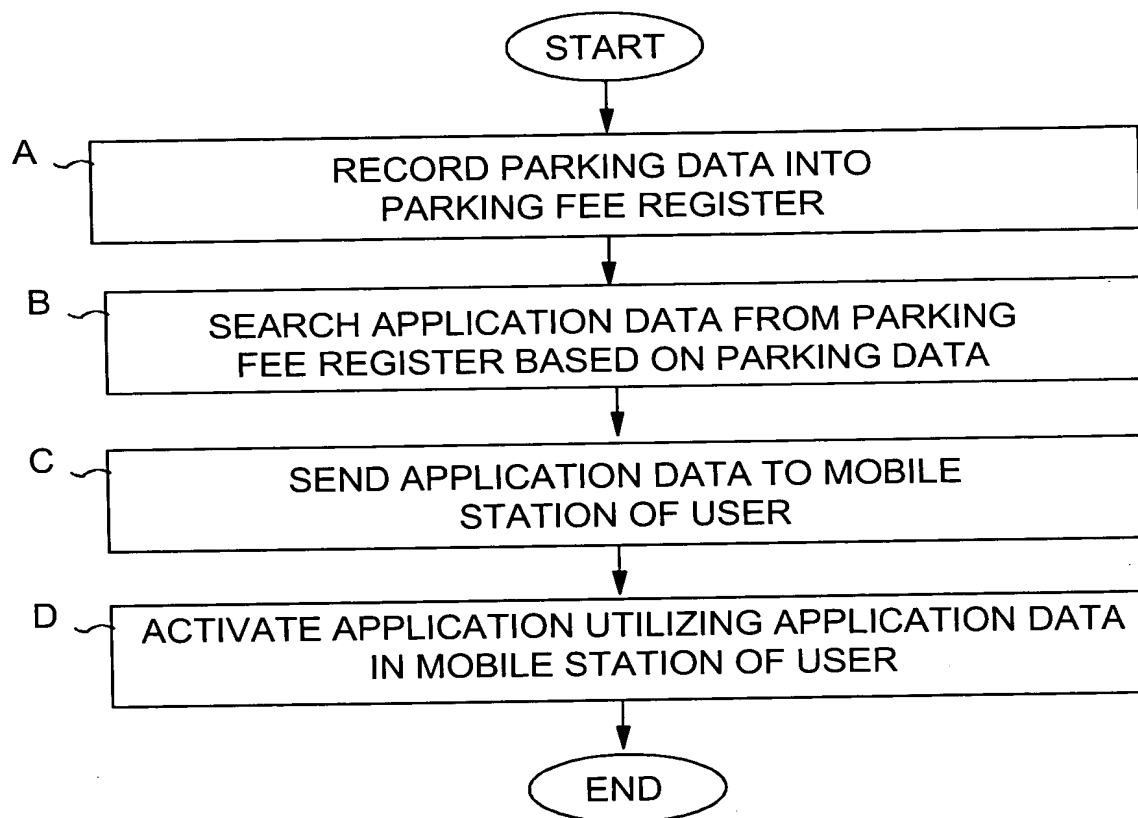 START
A
RECORD PARKING DATA INTO
PARKING FEE REGISTER
B
SEARCH APPLICATION DATA FROM PARKING
FEE REGISTER BASED ON PARKING DATA
C
SEND APPLICATION DATA TO MOBILE
STATION OF USER
D
ACTIVATE APPLICATION UTILIZING APPLICATION DATA
IN MOBILE STATION OF USER
END